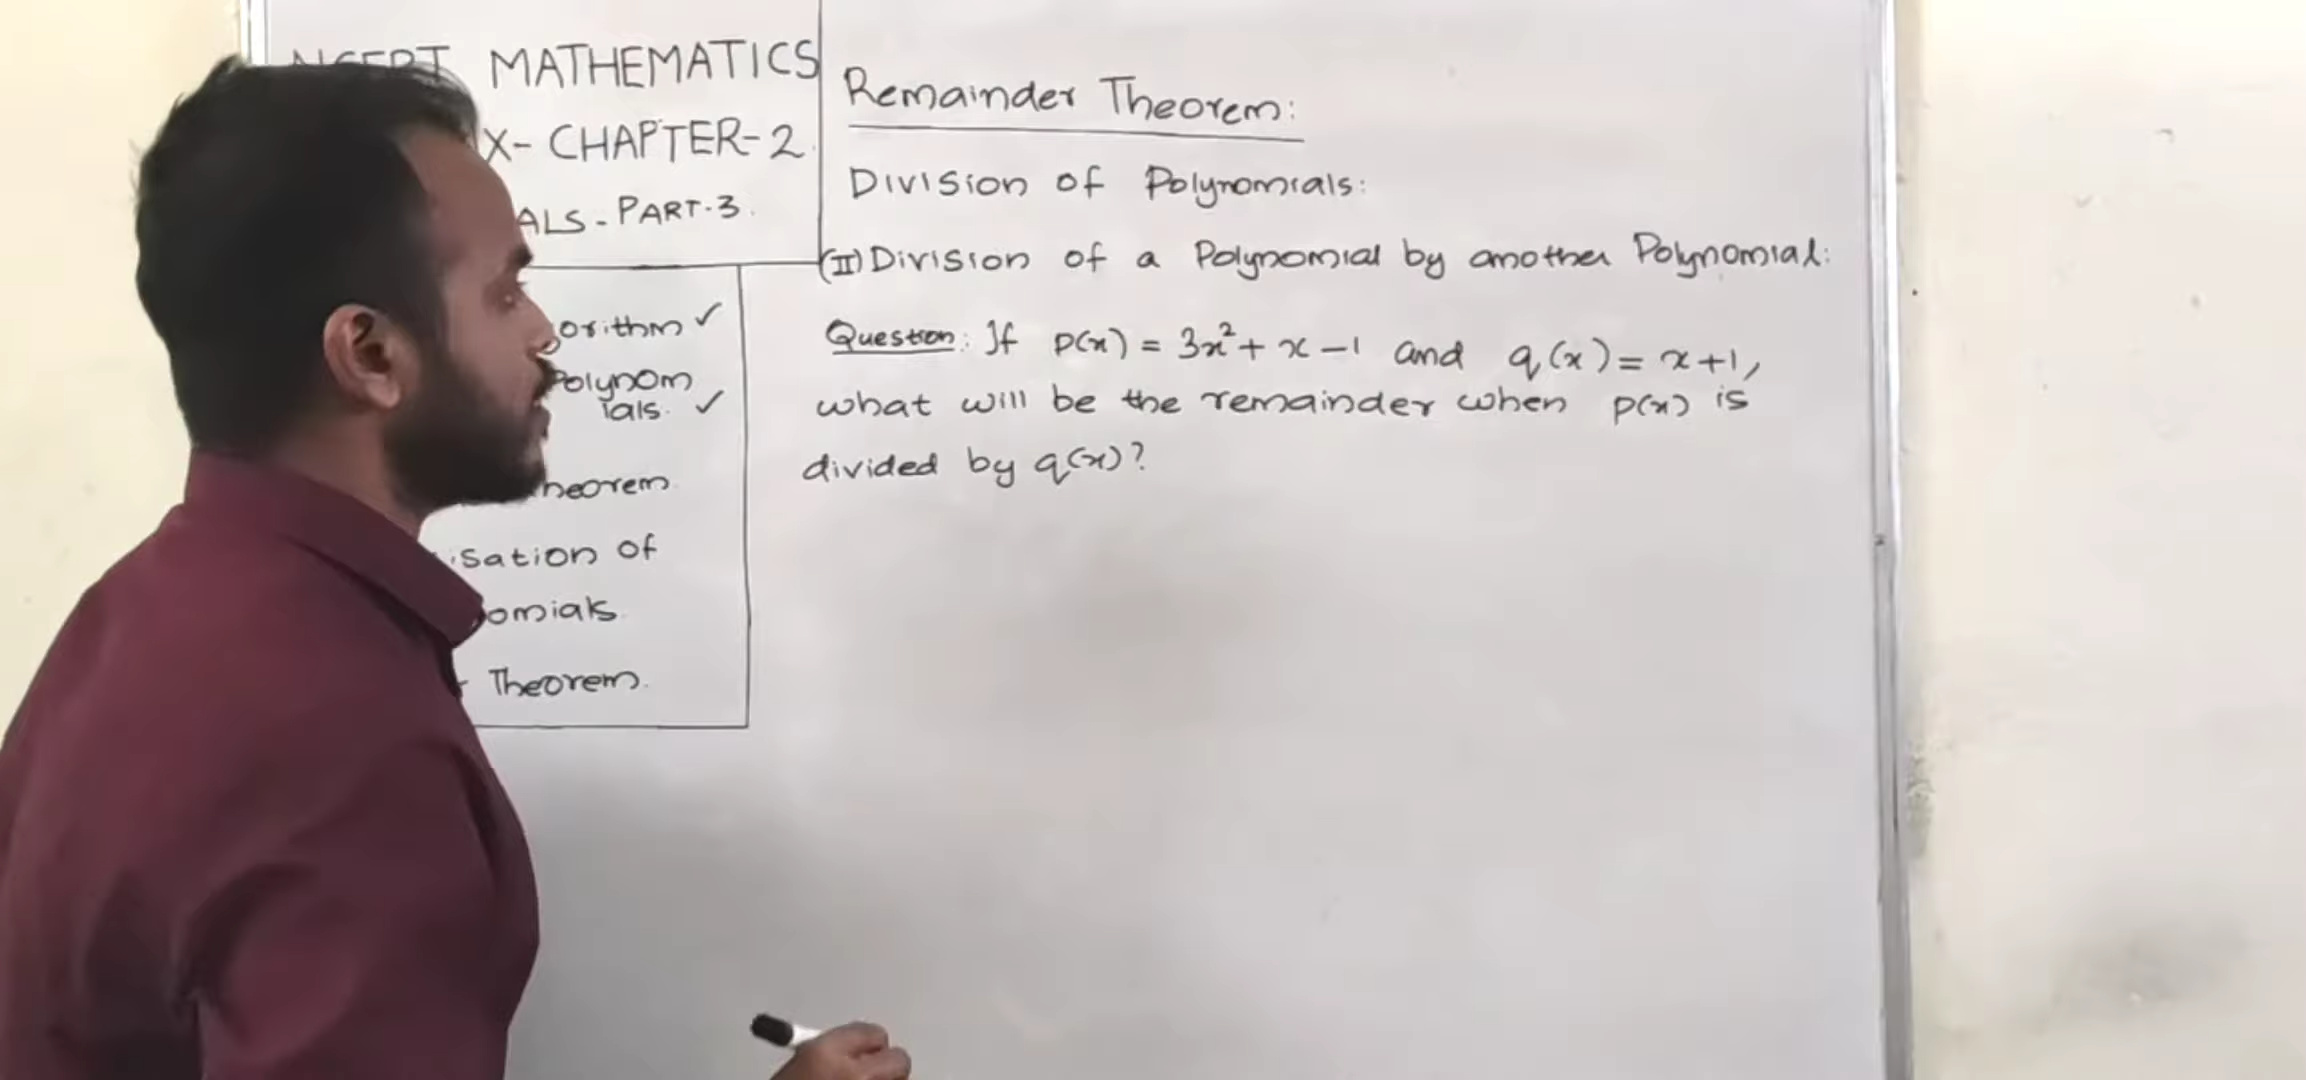 MATHEMATICS
X- CHAPTER-2
ALS - PART-3.
orithm ✓
Polynom
ials. ✓
heorem
isation of
omials.
Theorem.
Remainder Theorem:
Division of Polynomials:
(II) Division of a Polynomial by another Polynomial:
Question: If p(x) = 3x² + x - 1 and q(x) = x+1,
what will be the remainder when p(x) is
divided by q(x)?